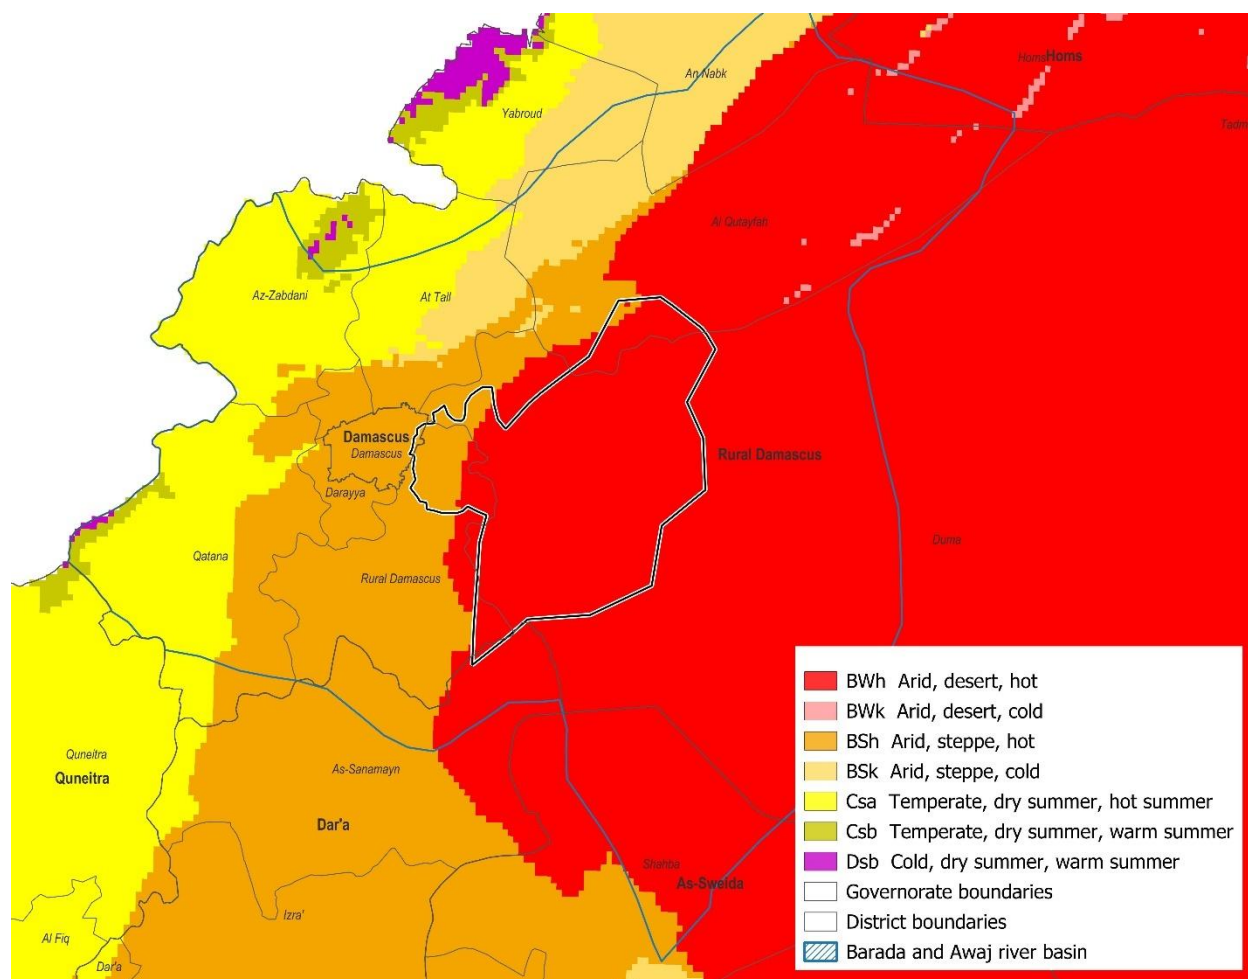 HomsHoms
An Nabk
Yabroud
Tadm
Al Qutayfah
Az-Zabdani
At Tall
Damascus
Damascus
Rural Damascus
Darayya
Duma
Qatana
Rural Damascus
Quneitra
Quneitra
As-Sanamayn
Dar'a
Shahba
As-Sweida
Izra'
Al Fiq
Dar'a
BWh Arid, desert, hot
BWk Arid, desert, cold
BSh Arid, steppe, hot
BSk Arid, steppe, cold
Csa Temperate, dry summer, hot summer
Csb Temperate, dry summer, warm summer
Dsb Cold, dry summer, warm summer
Governorate boundaries
District boundaries
Barada and Awaj river basin